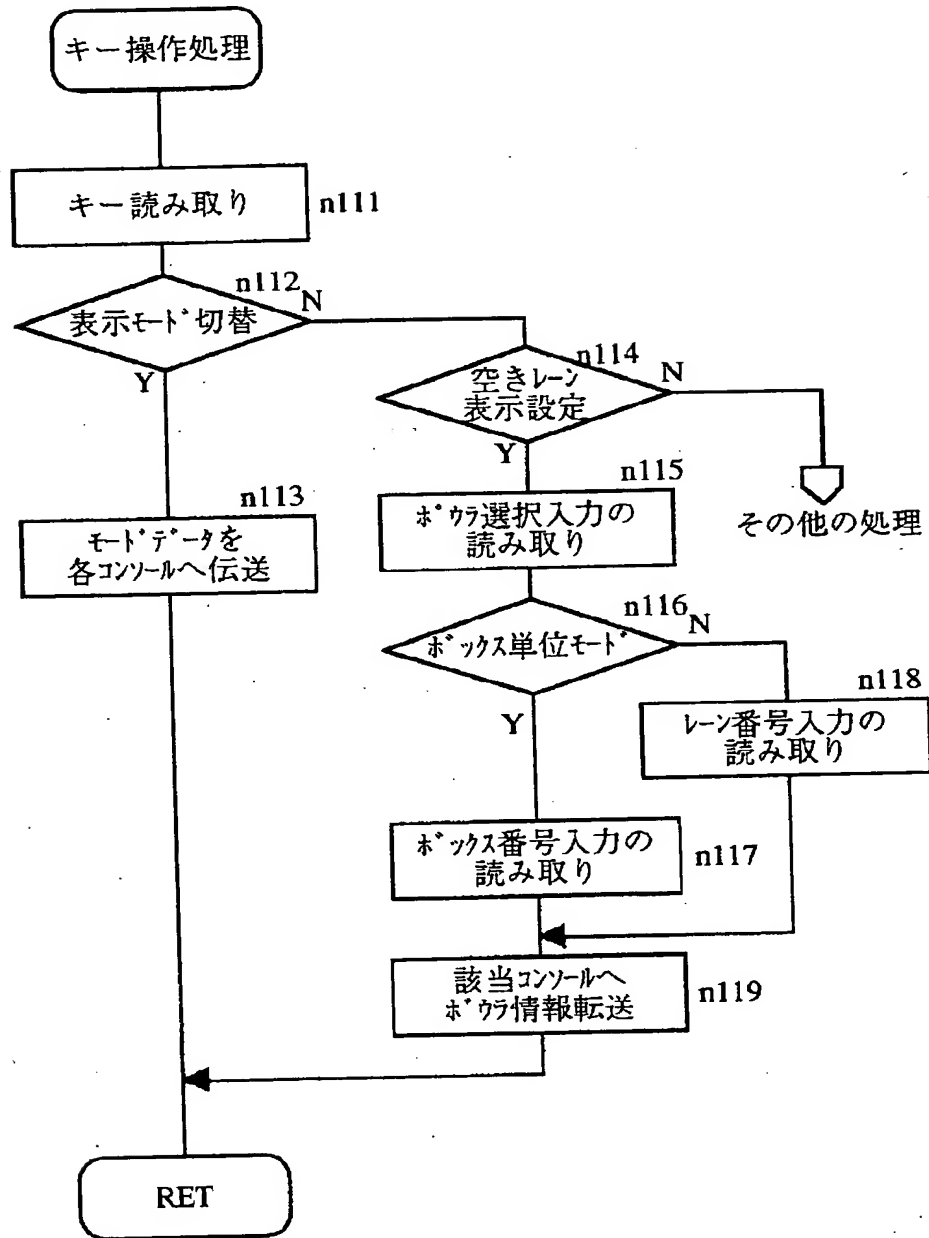 キー操作処理
キー読み取り
n111
n112
表示モード切替
N
Y
n114
空きレーン
表示設定
N
Y
n113
モードデータを
各コンソールへ伝送
n115
ボウラ選択入力の
読み取り
その他の処理
n116
ボックス単位モード
N
Y
n118
レーン番号入力の
読み取り
ボックス番号入力の
読み取り
n117
該当コンソールへ
ボウラ情報転送
n119
RET